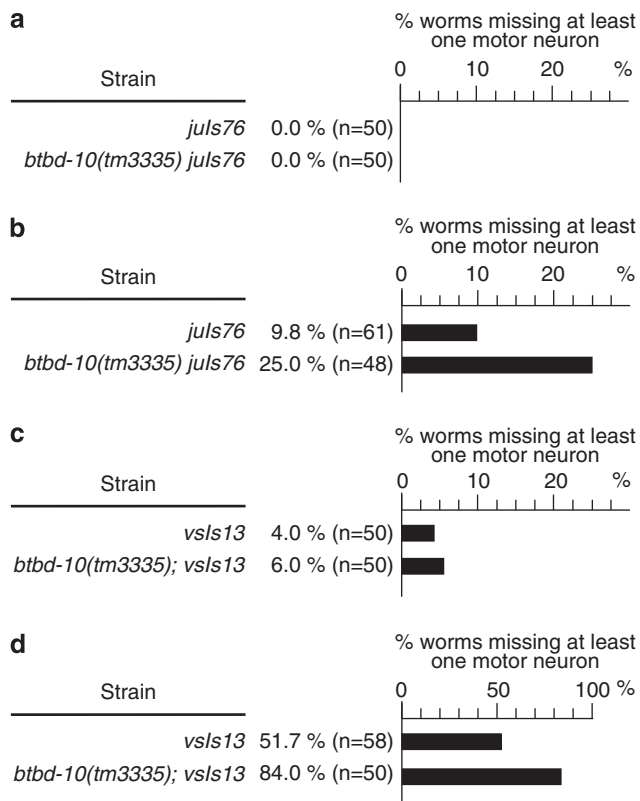 a
% worms missing at least
one motor neuron
Strain
0 10 20 %
juIs76 0.0 % (n=50)
btbd-10(tm3335) juIs76 0.0 % (n=50)
b
% worms missing at least
one motor neuron
Strain
0 10 20 %
juIs76 9.8 % (n=61)
btbd-10(tm3335) juIs76 25.0 % (n=48)
c
% worms missing at least
one motor neuron
Strain
0 10 20 %
vsIs13 4.0 % (n=50)
btbd-10(tm3335); vsIs13 6.0 % (n=50)
d
% worms missing at least
one motor neuron
Strain
0 50 100 %
vsIs13 51.7 % (n=58)
btbd-10(tm3335); vsIs13 84.0 % (n=50)